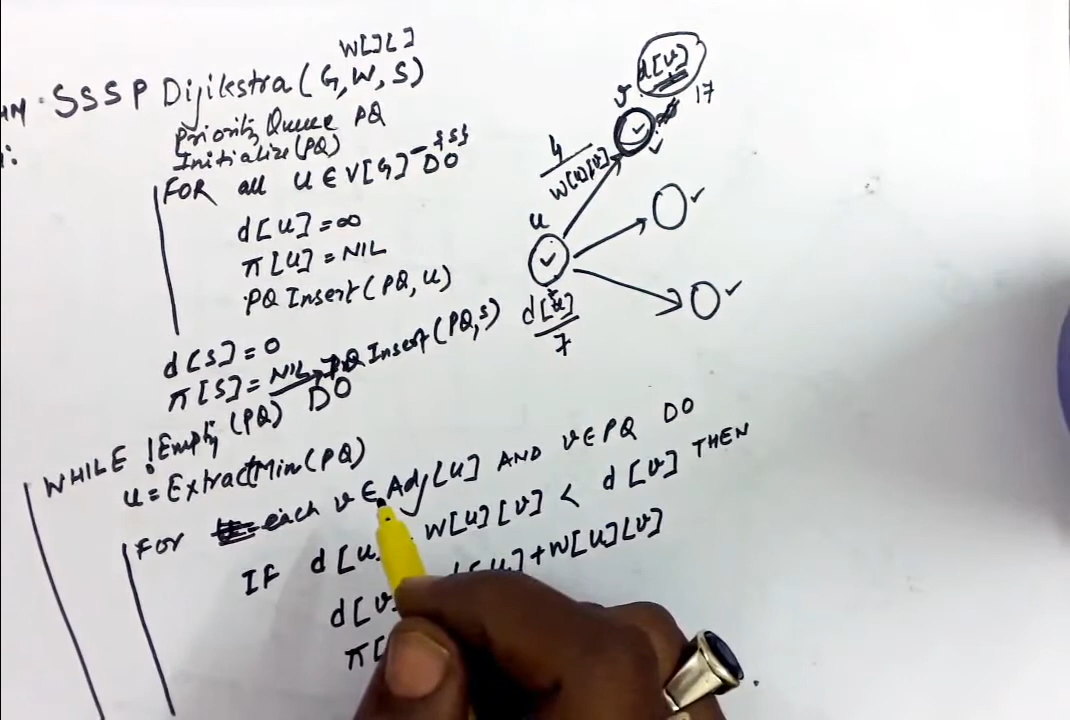 W[][]
SSSP Dijikstra(G, W, S)
Priority Queue PQ
Initialize(PQ)
FOR all u ∈ V[G] - {s} DO
d[u] = ∞
π[u] = NIL
PQ Insert(PQ, u)
d[s] = 0
π[s] = NIL PQ Insert(PQ, s)
WHILE !Empty(PQ) DO
u = ExtractMin(PQ)
FOR each v ∈ Adj[u] AND v ∈ PQ DO
IF d[u] W[u][v] < d[v] THEN
d[v] d[u] + W[u][v]
π[
d[v]
v 17
4
W[u][v]
u
d[u]
7